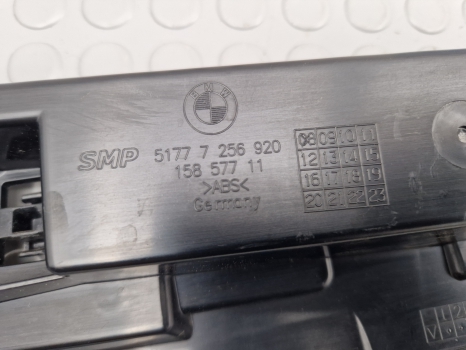 BMW
SMP 5177 7 256 920
158 577 11
>ABS<
Germany
08 09 10 11
12 13 14 15
16 17 18 19
20 21 22 23